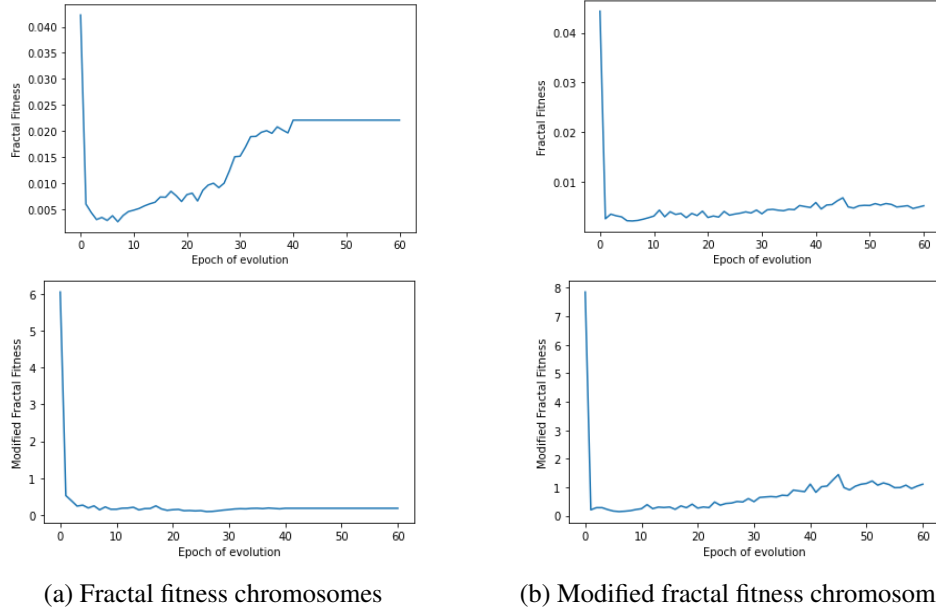 0.040
0.035
0.030
0.025
0.020
0.015
0.010
0.005
Fractal Fitness
0 10 20 30 40 50 60
Epoch of evolution
0.04
0.03
0.02
0.01
Fractal Fitness
0 10 20 30 40 50 60
Epoch of evolution
6
5
4
3
2
1
0
Modified Fractal Fitness
0 10 20 30 40 50 60
Epoch of evolution
8
7
6
5
4
3
2
1
0
Modified Fractal Fitness
0 10 20 30 40 50 60
Epoch of evolution
(a) Fractal fitness chromosomes
(b) Modified fractal fitness chromosom